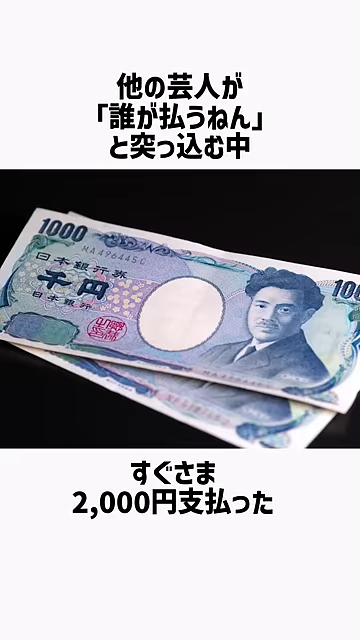 他の芸人が
「誰が払うねん」
と突っ込む中
1000
MA496445C
日本銀行券
千円
日本銀行
すぐさま
2,000円支払った